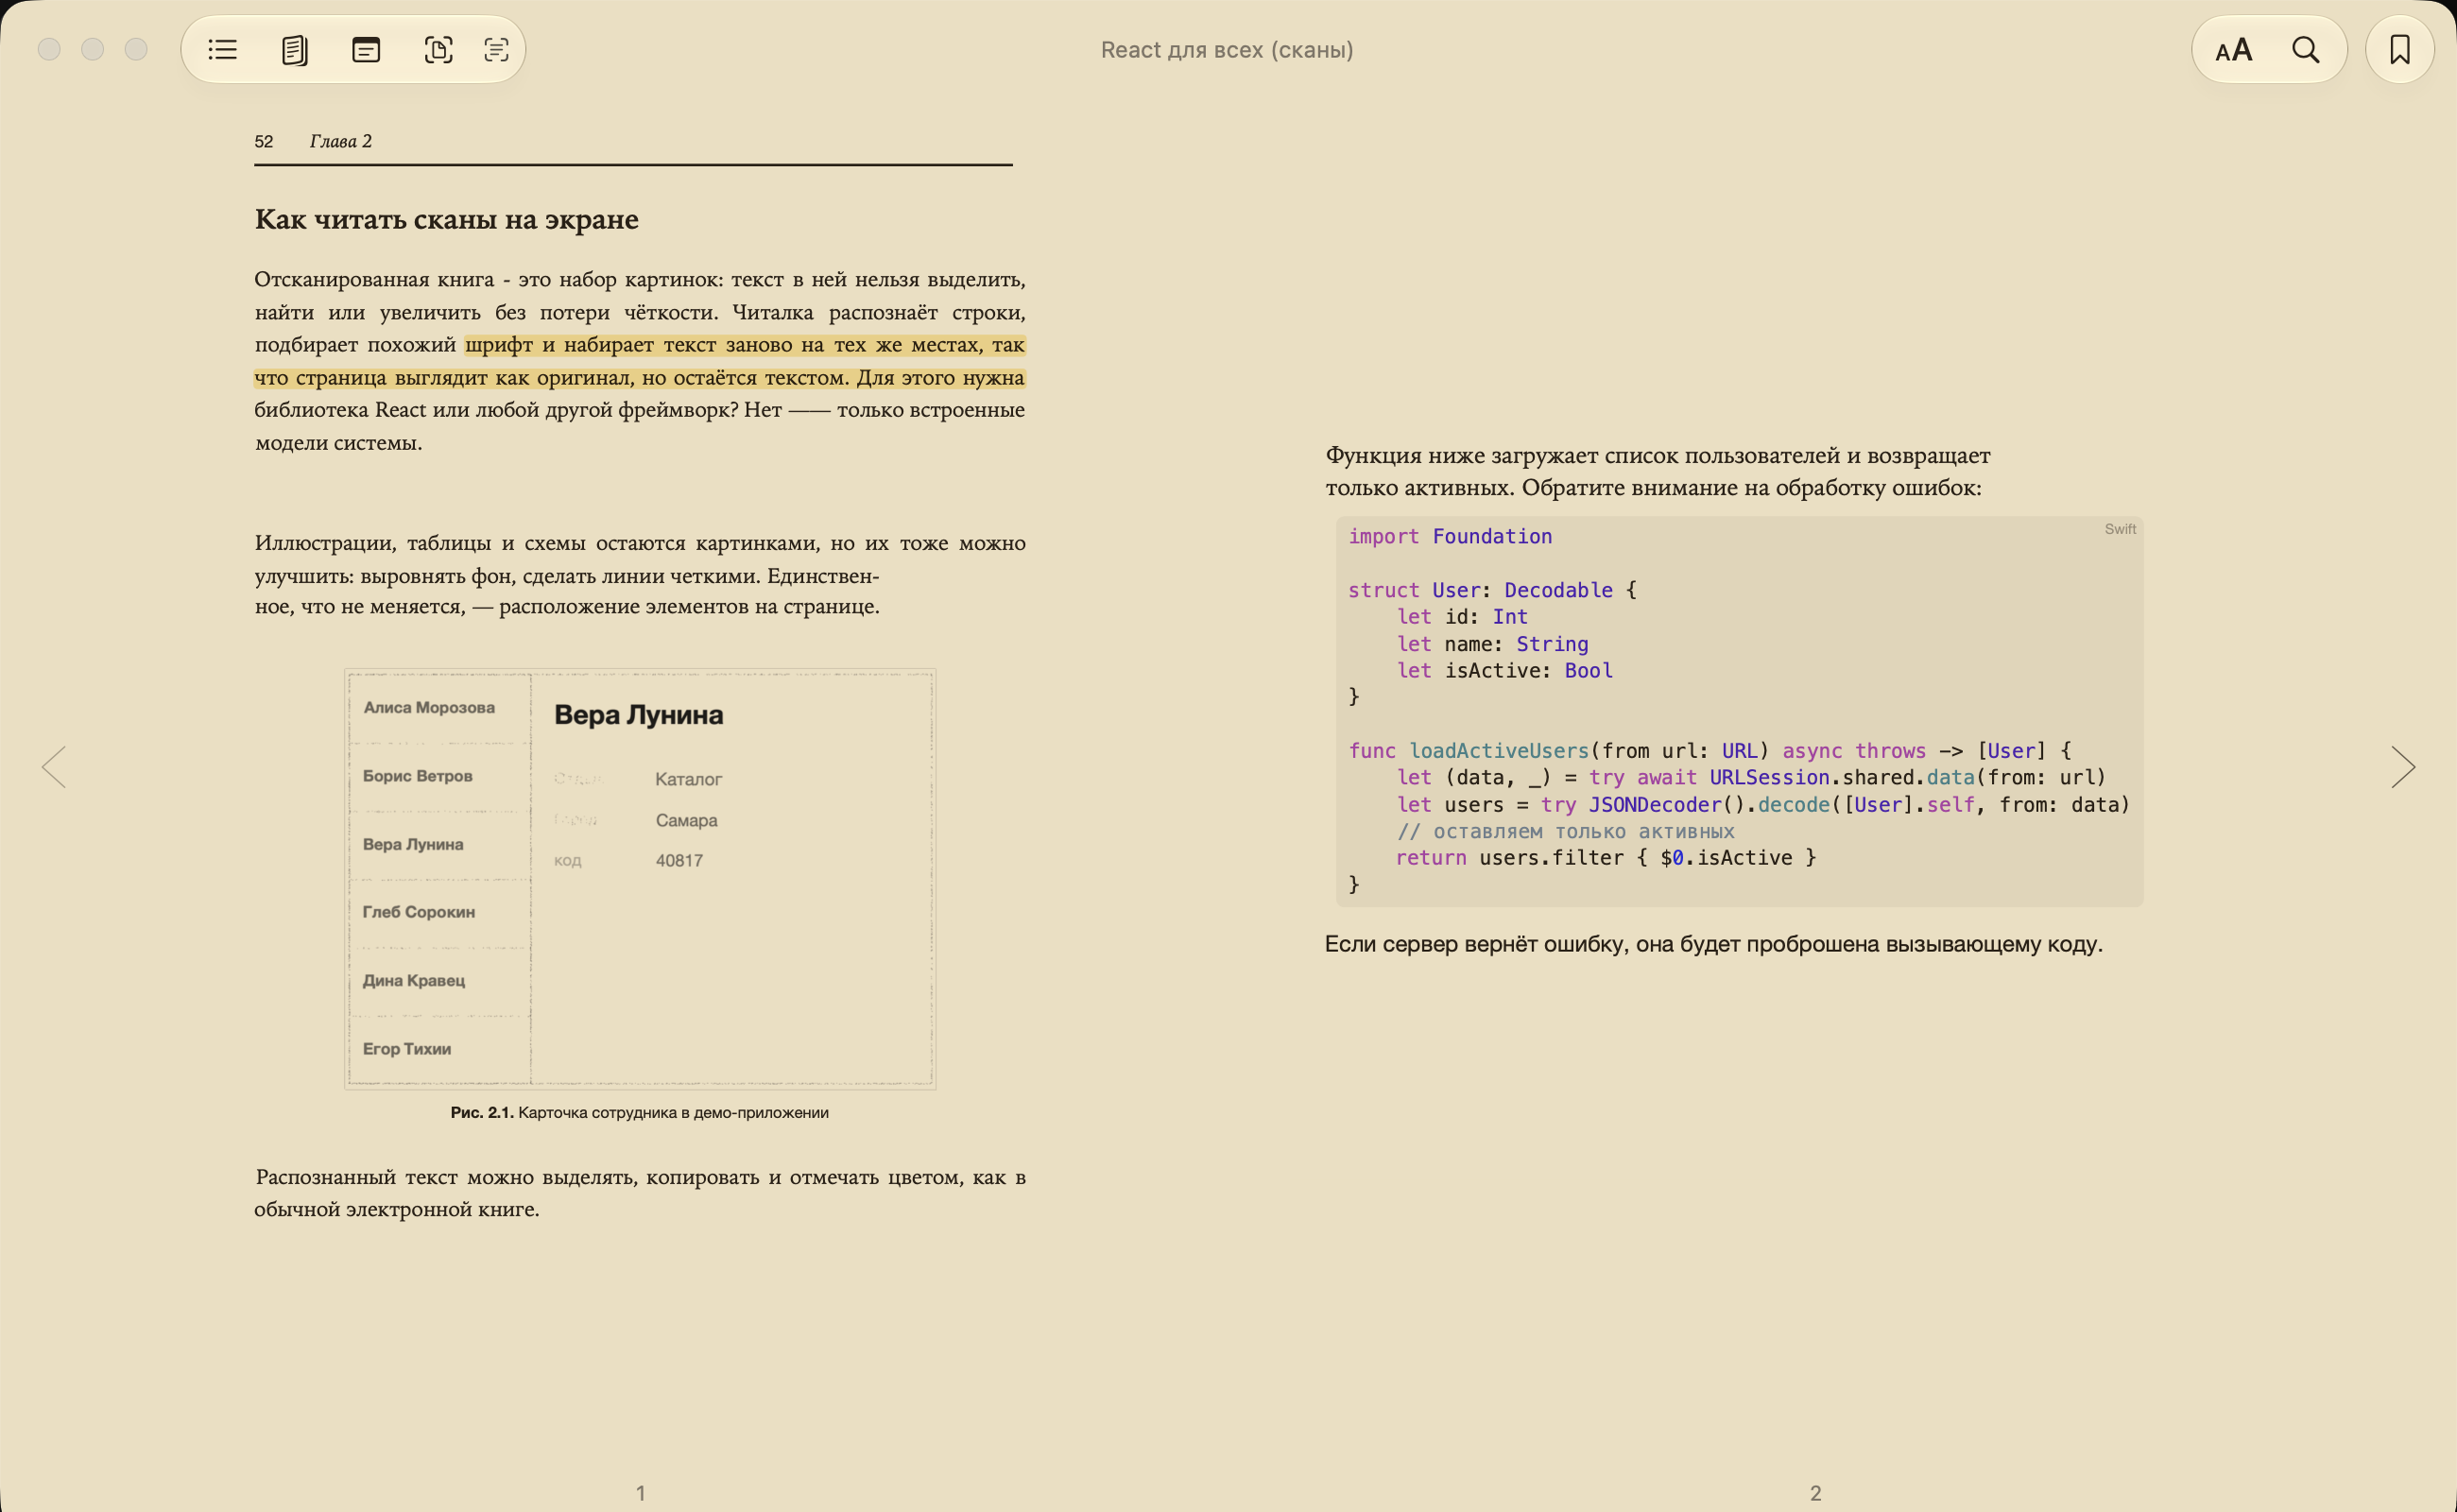 React для всех (сканы)
AA
52 Глава 2
Как читать сканы на экране
Отсканированная книга - это набор картинок: текст в ней нельзя выделить,
найти или увеличить без потери чёткости. Читалка распознаёт строки,
подбирает похожий шрифт и набирает текст заново на тех же местах, так
что страница выглядит как оригинал, но остаётся текстом. Для этого нужна
библиотека React или любой другой фреймворк? Нет —— только встроенные
модели системы.
Иллюстрации, таблицы и схемы остаются картинками, но их тоже можно
улучшить: выровнять фон, сделать линии четкими. Единствен-
ное, что не меняется, — расположение элементов на странице.
Алиса Морозова
Борис Ветров
Вера Лунина
Глеб Сорокин
Дина Кравец
Егор Тихии
Вера Лунина
Каталог
Самара
код 40817
Рис. 2.1. Карточка сотрудника в демо-приложении
Распознанный текст можно выделять, копировать и отмечать цветом, как в
обычной электронной книге.
1
Функция ниже загружает список пользователей и возвращает
только активных. Обратите внимание на обработку ошибок:
Swift
import Foundation
struct User: Decodable {
    let id: Int
    let name: String
    let isActive: Bool
}
func loadActiveUsers(from url: URL) async throws -> [User] {
    let (data, _) = try await URLSession.shared.data(from: url)
    let users = try JSONDecoder().decode([User].self, from: data)
    // оставляем только активных
    return users.filter { $0.isActive }
}
Если сервер вернёт ошибку, она будет проброшена вызывающему коду.
2